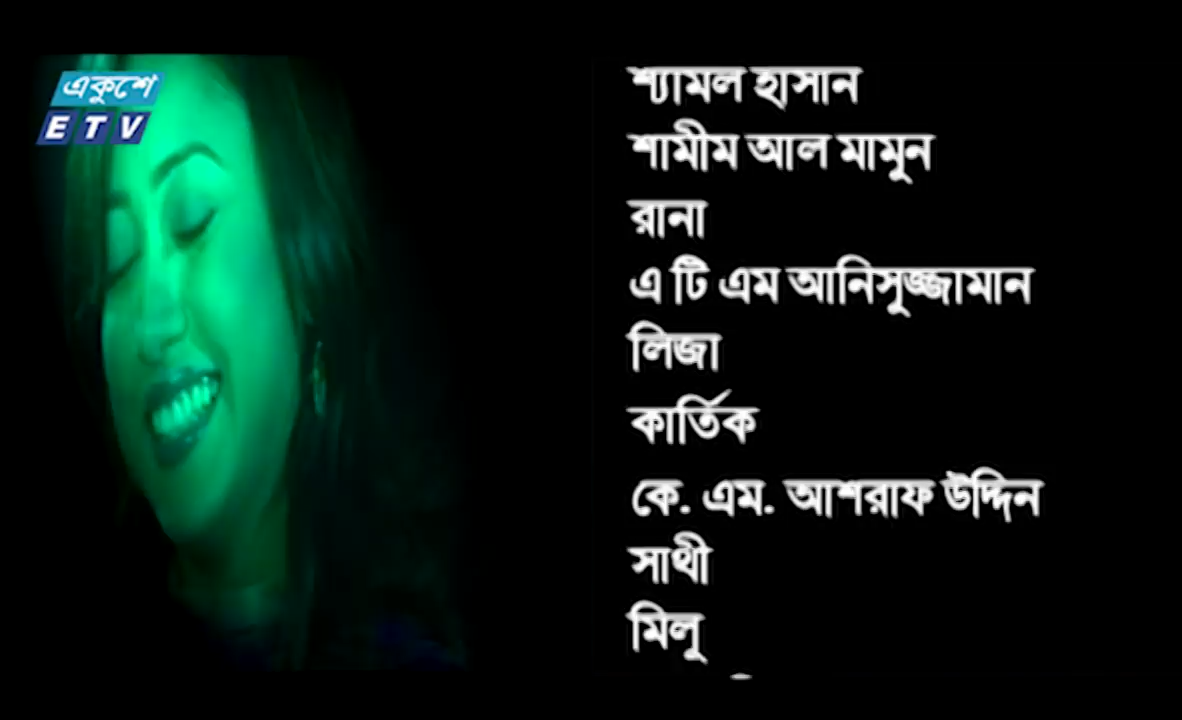 একুশে
ETV
শ্যামল হাসান
শামীম আল মামুন
রানা
এ টি এম আনিসুজ্জামান
লিজা
কার্তিক
কে. এম. আশরাফ উদ্দিন
সাথী
মিলু